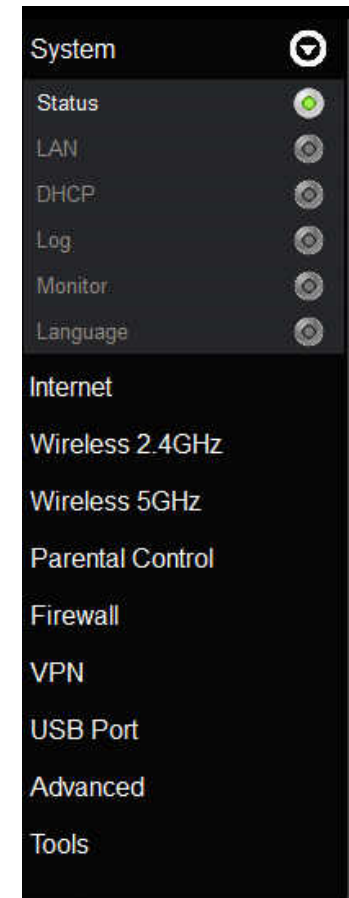 System
Status
LAN
DHCP
Log
Monitor
Language
Internet
Wireless 2.4GHz
Wireless 5GHz
Parental Control
Firewall
VPN
USB Port
Advanced
Tools